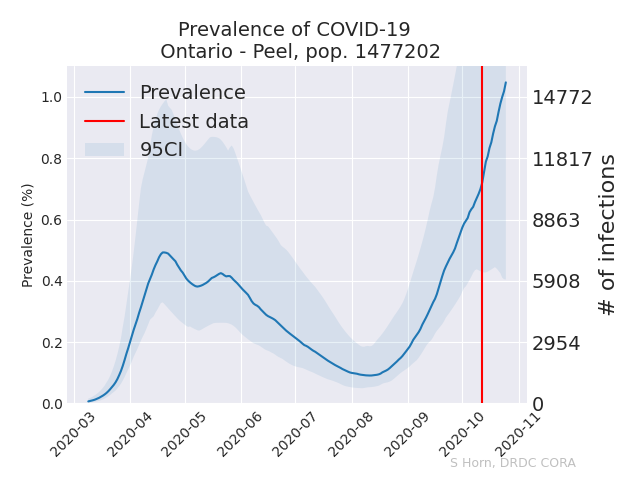 Prevalence of COVID-19
Ontario - Peel, pop. 1477202
Prevalence
Latest data
95CI
Prevalence (%)
1.0
0.8
0.6
0.4
0.2
0.0
14772
11817
8863
5908
2954
0
# of infections
2020-03
2020-04
2020-05
2020-06
2020-07
2020-08
2020-09
2020-10
2020-11
S Horn, DRDC CORA